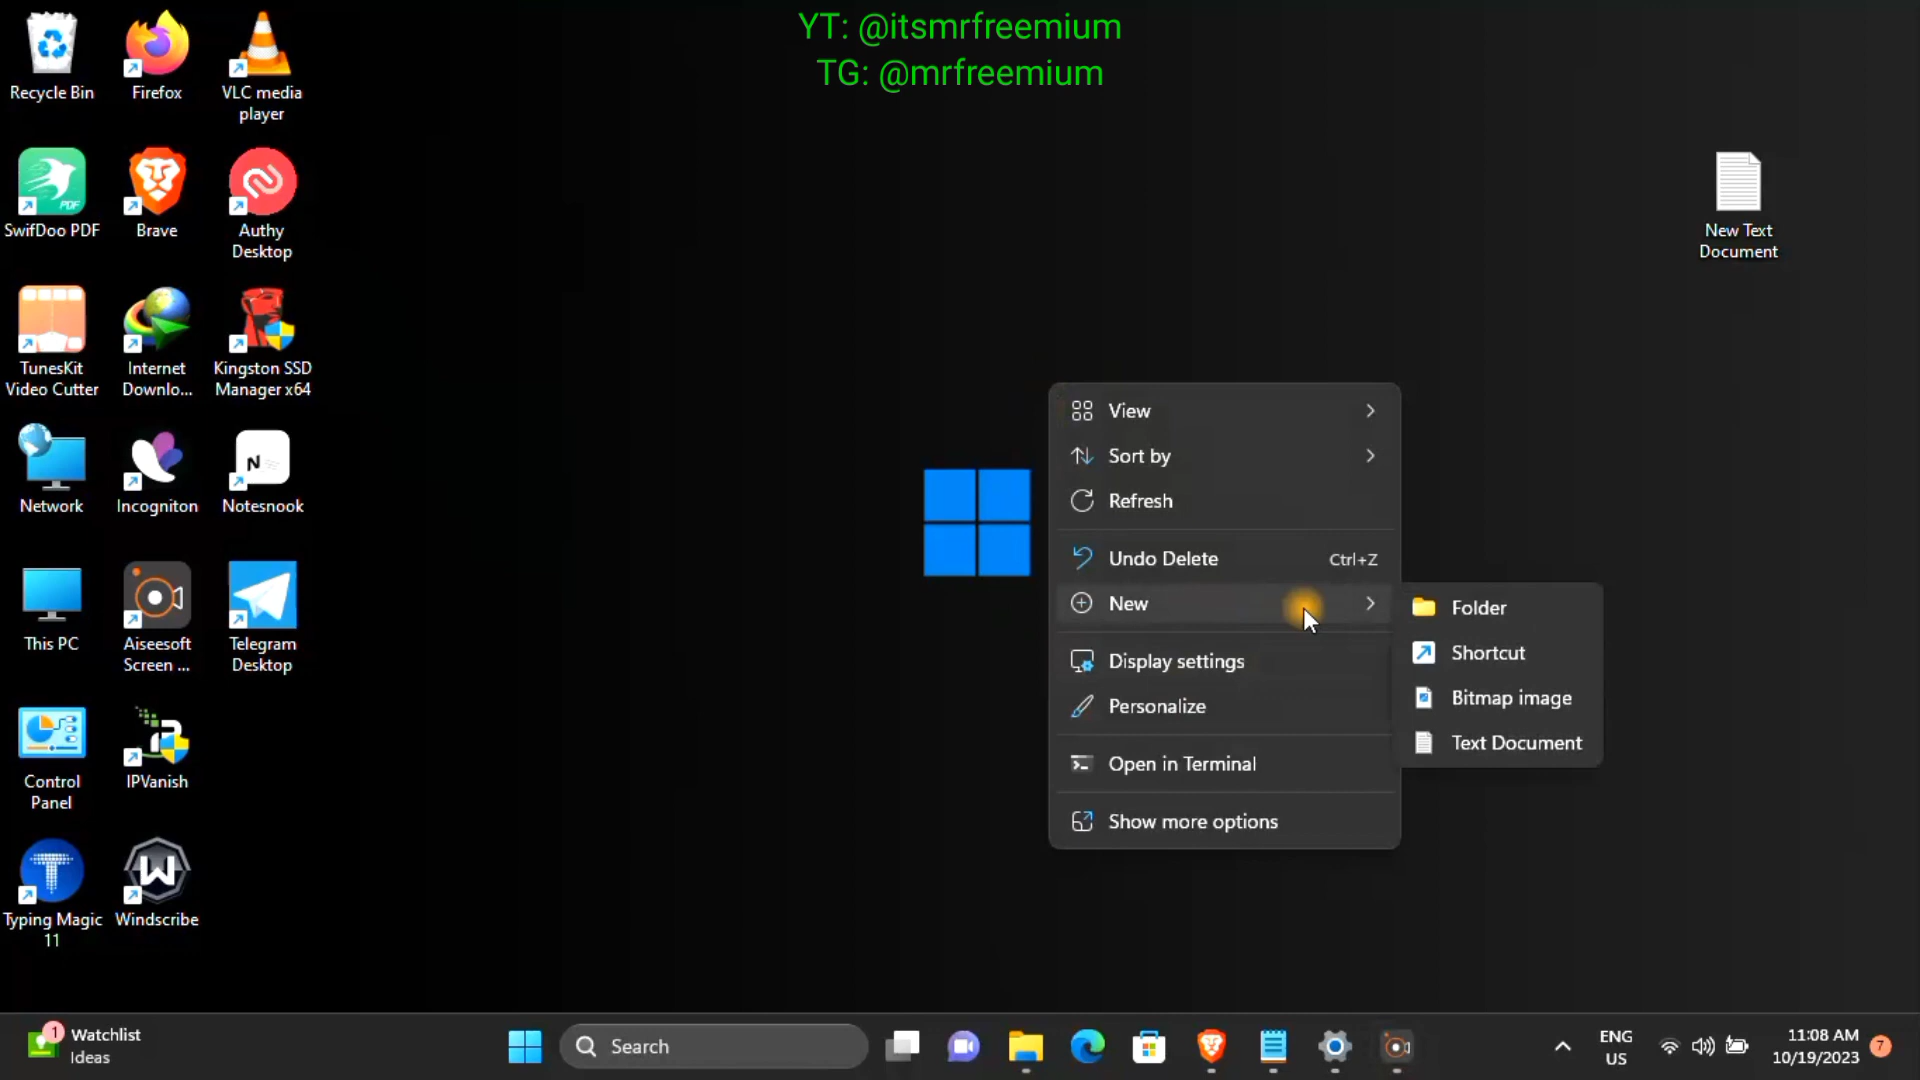 YT: @itsmrfreemium
TG: @mrfreemium
Recycle Bin
Firefox
VLC media
player
SwifDoo PDF
Brave
Authy
Desktop
New Text
Document
TunesKit
Video Cutter
Internet
Downlo...
Kingston SSD
Manager x64
Network
Incogniton
Notesnook
This PC
Aiseesoft
Screen ...
Telegram
Desktop
Control
Panel
IPVanish
Typing Magic
11
Windscribe
View
Sort by
Refresh
Undo Delete Ctrl+Z
New
Display settings
Personalize
Open in Terminal
Show more options
Folder
Shortcut
Bitmap image
Text Document
1
Watchlist
Ideas
Search
ENG
US
11:08 AM
10/19/2023
7
PDF
N